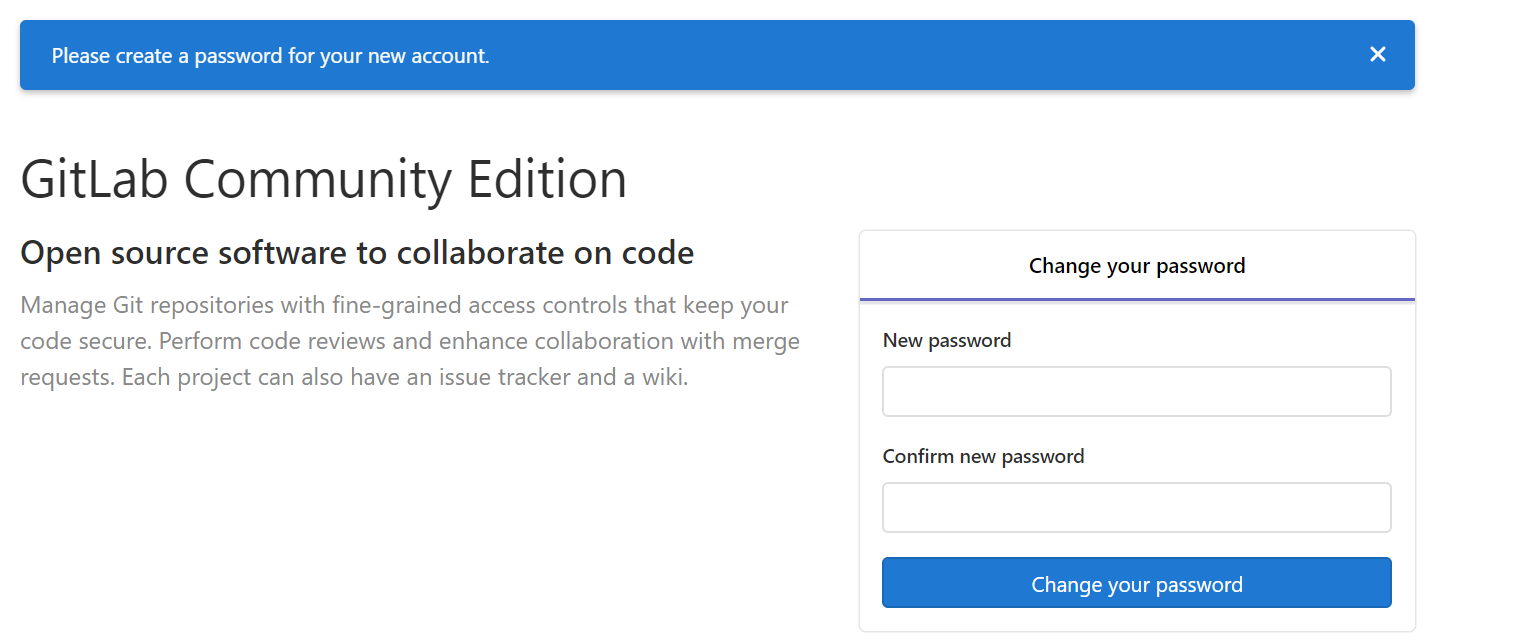 Please create a password for your new account.
GitLab Community Edition
Open source software to collaborate on code
Manage Git repositories with fine-grained access controls that keep your
code secure. Perform code reviews and enhance collaboration with merge
requests. Each project can also have an issue tracker and a wiki.
Change your password
New password
Confirm new password
Change your password